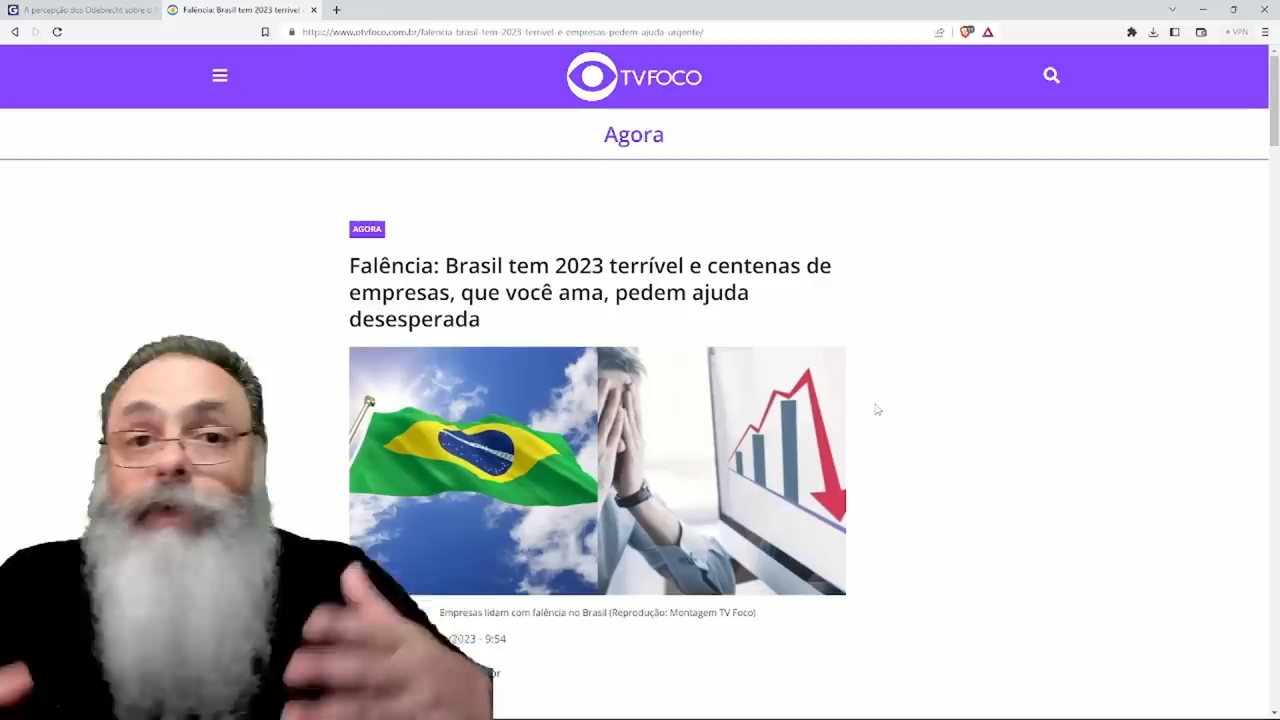 A percepção dos Odebrecht sobre o
Falência: Brasil tem 2023 terrível
https://www.otvfoco.com.br/falencia-brasil-tem-2023-terrivel-e-empresas-pedem-ajuda-urgente/
VPN
TVFOCO
Agora
AGORA
Falência: Brasil tem 2023 terrível e centenas de
empresas, que você ama, pedem ajuda
desesperada
Empresas lidam com falência no Brasil (Reprodução: Montagem TV Foco)
/2023 · 9:54
or